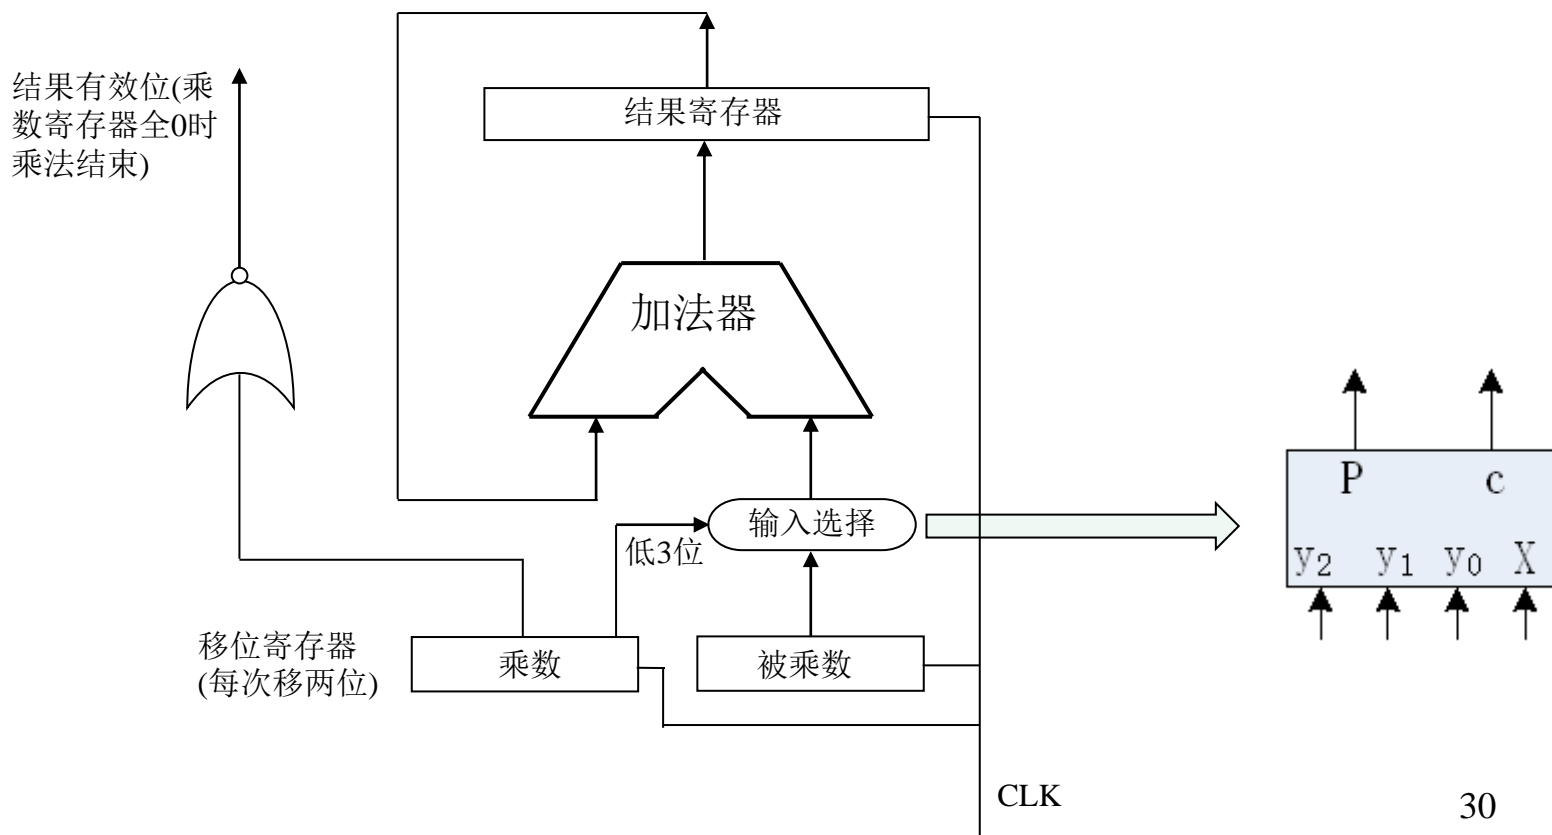 结果有效位(乘
数寄存器全0时
乘法结束)
结果寄存器
加法器
输入选择
低3位
移位寄存器
(每次移两位)
乘数
被乘数
CLK
P c
y2 y1 y0 X
30